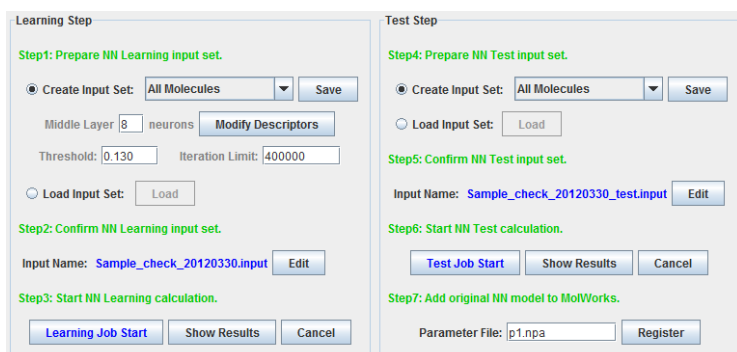 Learning Step
Step1: Prepare NN Learning input set.
Create Input Set: All Molecules Save
Middle Layer 8 neurons Modify Descriptors
Threshold: 0.130 Iteration Limit: 400000
Load Input Set: Load
Step2: Confirm NN Learning input set.
Input Name: Sample_check_20120330.input Edit
Step3: Start NN Learning calculation.
Learning Job Start Show Results Cancel
Test Step
Step4: Prepare NN Test input set.
Create Input Set: All Molecules Save
Load Input Set: Load
Step5: Confirm NN Test input set.
Input Name: Sample_check_20120330_test.input Edit
Step6: Start NN Test calculation.
Test Job Start Show Results Cancel
Step7: Add original NN model to MolWorks.
Parameter File: p1.npa Register